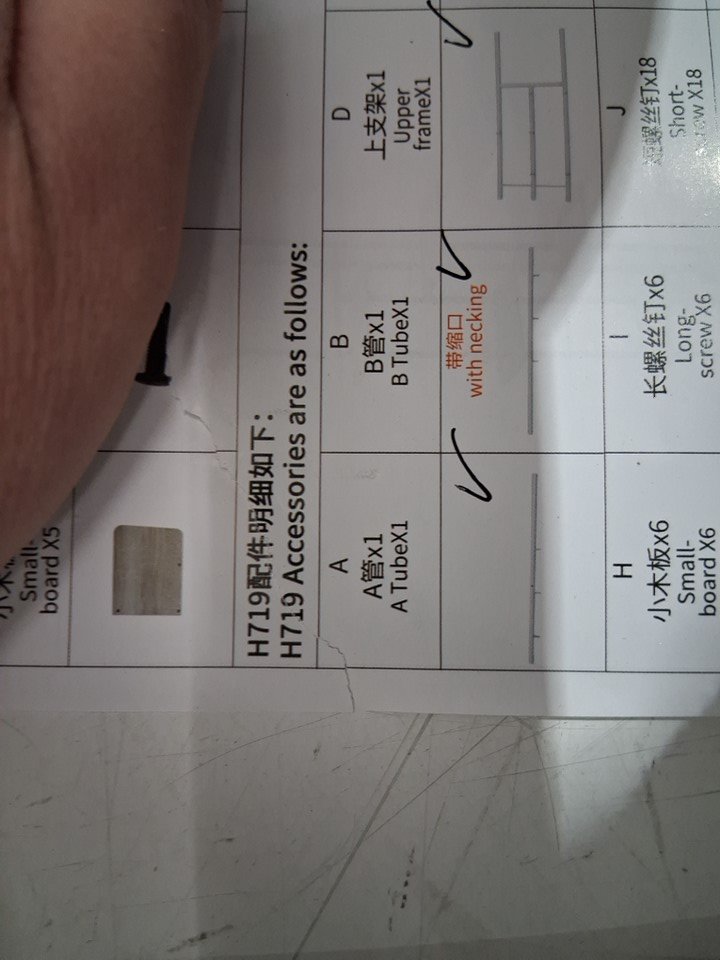 Small-
board X5
H719配件明细如下：
H719 Accessories are as follows:
A
A管x1
A TubeX1
B
B管x1
B TubeX1
D
上支架x1
Upper
frameX1
带缩口
with necking
H
小木板x6
Small-
board X6
I
长螺丝钉x6
Long-
screw X6
J
短螺丝钉x18
Short-
screw X18